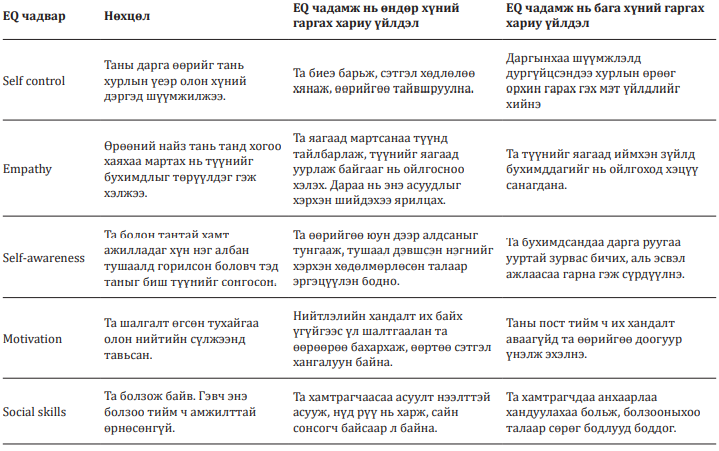 EQ чадвар
Нөхцөл
EQ чадамж нь өндөр хүний
гаргах хариу үйлдэл
EQ чадамж нь бага хүний гаргах
хариу үйлдэл
Self control
Таны дарга өөрийг тань
хурлын үеэр олон хүний
дэргэд шүүмжилжээ.
Та биеэ барьж, сэтгэл хөдлөлөө
хянаж, өөрийгөө тайвшруулна.
Даргынхаа шүүмжлэлд
дургүйцсэндээ хурлын өрөөг
орхин гарах гэх мэт үйлдлийг
хийнэ
Empathy
Өрөөний найз тань танд хогоо
хаяхаа мартах нь түүнийг
бухимдлыг төрүүлдэг гэж
хэлжээ.
Та яагаад мартсанаа түүнд
тайлбарлаж, түүнийг яагаад
уурлаж байгааг нь ойлгосноо
хэлэх. Дараа нь энэ асуудлыг
хэрхэн шийдэхээ ярилцах.
Та түүнийг яагаад иймхэн зүйлд
бухимддагийг нь ойлгоход хэцүү
санагдана.
Self-awareness
Та болон тантай хамт
ажилладаг хүн нэг албан
тушаалд горилсон боловч тэд
таныг биш түүнийг сонгосон.
Та өөрийгөө юун дээр алдсаныг
тунгааж, тушаал дэвшсэн нэгнийг
хэрхэн хөдөлмөрлөсөн талаар
эргэцүүлэн бодно.
Та бухимдсандаа дарга руугаа
ууртай зурвас бичих, аль эсвэл
ажлаасаа гарна гэж сүрдүүлнэ.
Motivation
Та шалгалт өгсөн тухайгаа
олон нийтийн сүлжээнд
тавьсан.
Нийтлэлийн хандалт их байх
үгүйгээс үл шалтгаалан та
өөрөөрөө бахархаж, өөртөө сэтгэл
хангалуун байна.
Таны пост тийм ч их хандалт
аваагүйд та өөрийгөө доогуур
үнэлж эхэлнэ.
Social skills
Та болзож байв. Гэвч энэ
болзоо тийм ч амжилттай
өрнөсөнгүй.
Та хамтрагчаасаа асуулт нээлттэй
асууж, нүд рүү нь харж, сайн
сонсогч байсаар л байна.
Та хамтрагчдаа анхаарлаа
хандуулахаа больж, болзооныхоо
талаар сөрөг бодлууд боддог.